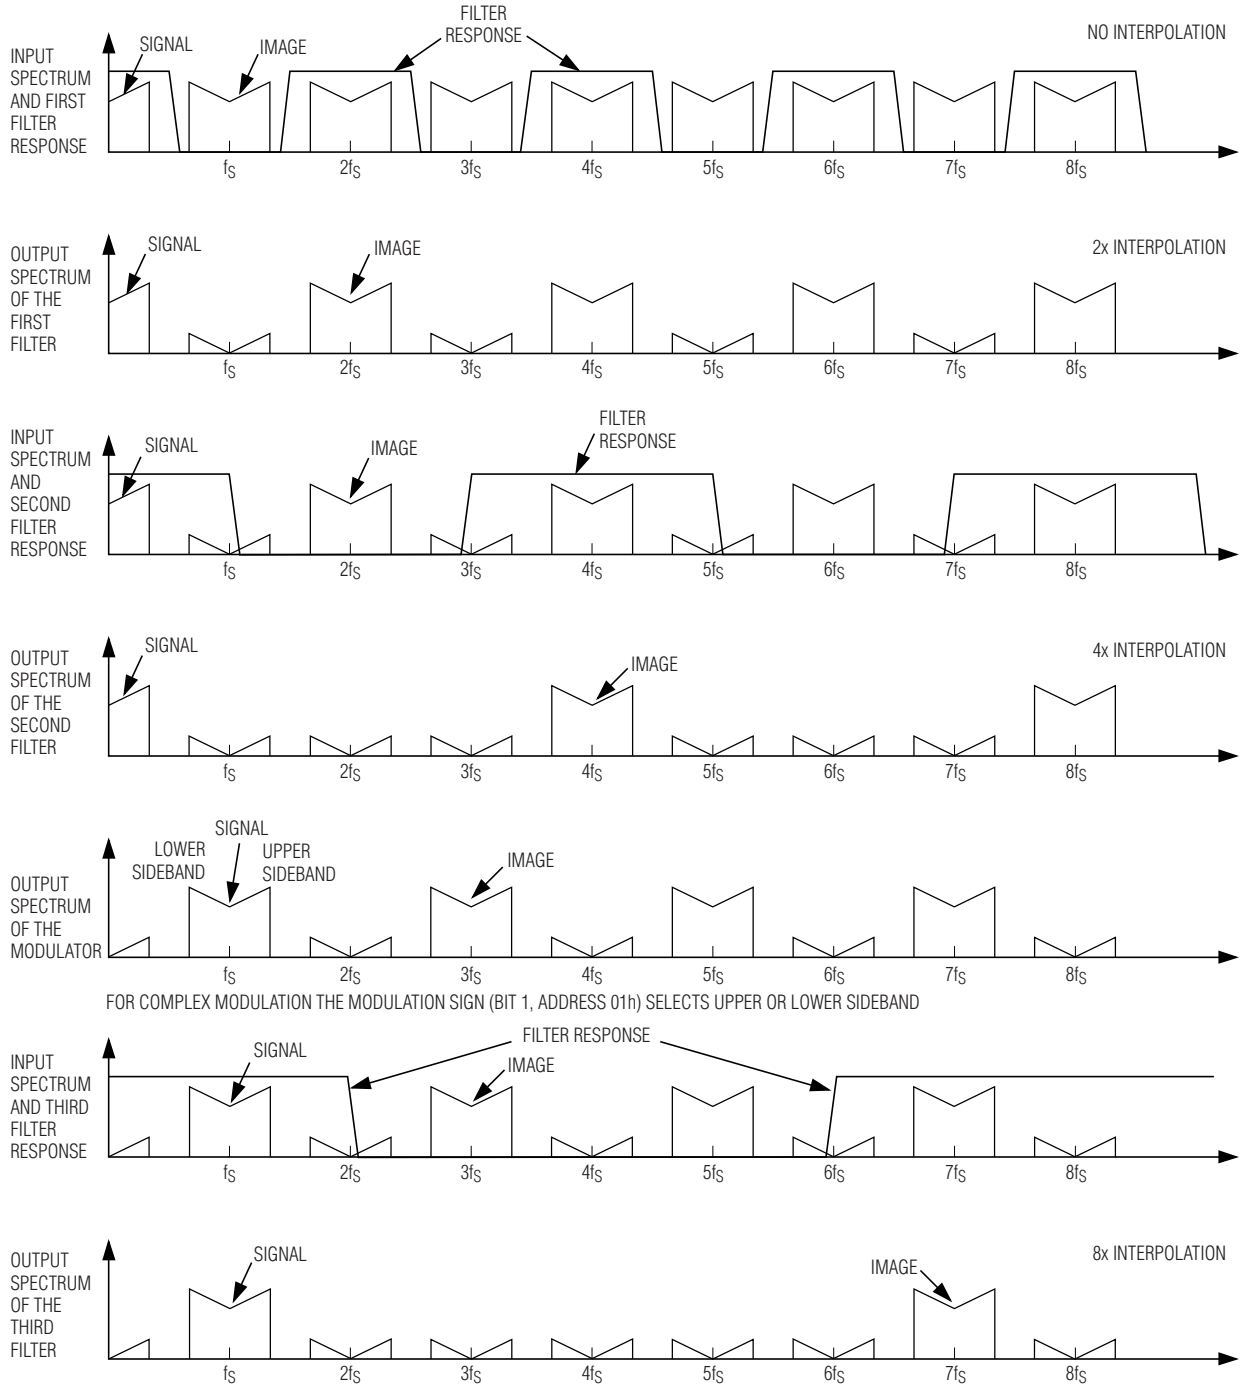 FILTER
RESPONSE
NO INTERPOLATION
SIGNAL
IMAGE
INPUT
SPECTRUM
AND FIRST
FILTER
RESPONSE
fS 2fS 3fS 4fS 5fS 6fS 7fS 8fS
OUTPUT
SPECTRUM
OF THE
FIRST
FILTER
SIGNAL
IMAGE
2x INTERPOLATION
fS 2fS 3fS 4fS 5fS 6fS 7fS 8fS
INPUT
SPECTRUM
AND
SECOND
FILTER
RESPONSE
SIGNAL
IMAGE
FILTER
RESPONSE
fS 2fS 3fS 4fS 5fS 6fS 7fS 8fS
OUTPUT
SPECTRUM
OF THE
SECOND
FILTER
SIGNAL
IMAGE
4x INTERPOLATION
fS 2fS 3fS 4fS 5fS 6fS 7fS 8fS
OUTPUT
SPECTRUM
OF THE
MODULATOR
LOWER
SIDEBAND
SIGNAL
UPPER
SIDEBAND
IMAGE
fS 2fS 3fS 4fS 5fS 6fS 7fS 8fS
FOR COMPLEX MODULATION THE MODULATION SIGN (BIT 1, ADDRESS 01h) SELECTS UPPER OR LOWER SIDEBAND
INPUT
SPECTRUM
AND THIRD
FILTER
RESPONSE
SIGNAL
FILTER RESPONSE
IMAGE
fS 2fS 3fS 4fS 5fS 6fS 7fS 8fS
OUTPUT
SPECTRUM
OF THE
THIRD
FILTER
SIGNAL
IMAGE
8x INTERPOLATION
fS 2fS 3fS 4fS 5fS 6fS 7fS 8fS